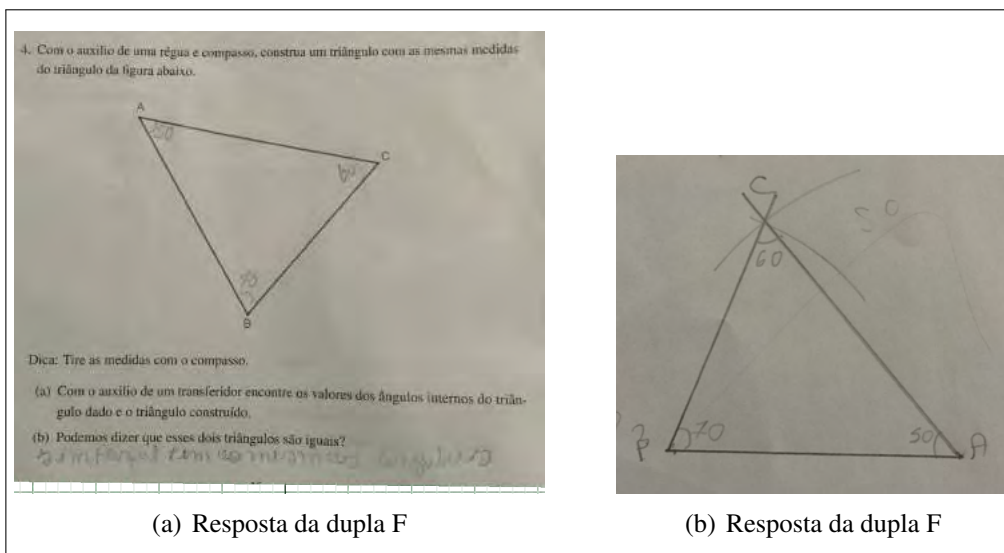 4. Com o auxílio de uma régua e compasso, construa um triângulo com as mesmas medidas
do triângulo da figura abaixo.
A
50
C
60
70
B
Dica: Tire as medidas com o compasso.
(a) Com o auxílio de um transferidor encontre os valores dos ângulos internos do triân-
gulo dado e o triângulo construído.
(b) Podemos dizer que esses dois triângulos são iguais?
sim porque tem os mesmos angulos
(a) Resposta da dupla F
C
50
60
70
50
B
A
(b) Resposta da dupla F